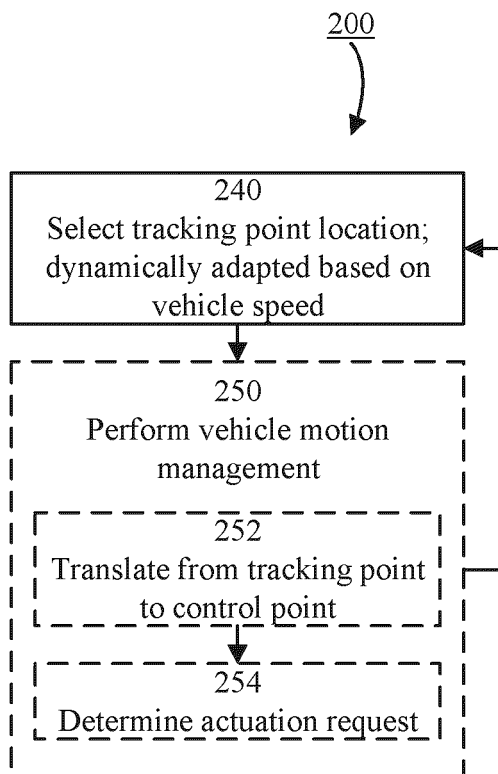 200
240
Select tracking point location;
dynamically adapted based on
vehicle speed
250
Perform vehicle motion
management
252
Translate from tracking point
to control point
254
Determine actuation request